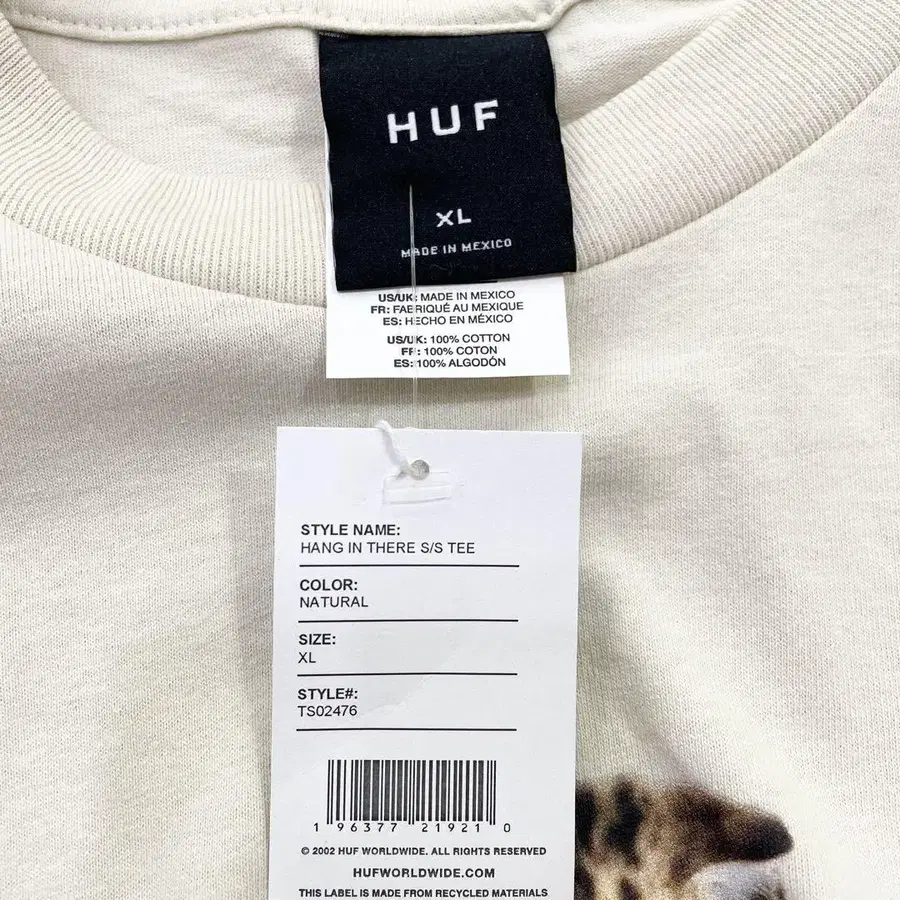 HUF
XL
MADE IN MEXICO
US/UK: MADE IN MEXICO
FR: FABRIQUÉ AU MEXIQUE
ES: HECHO EN MÉXICO
US/UK: 100% COTTON
FR: 100% COTON
ES: 100% ALGODÓN
STYLE NAME:
HANG IN THERE S/S TEE
COLOR:
NATURAL
SIZE:
XL
STYLE#:
TS02476
1 96377 21921 0
© 2002 HUF WORLDWIDE. ALL RIGHTS RESERVED
HUFWORLDWIDE.COM
THIS LABEL IS MADE FROM RECYCLED MATERIALS